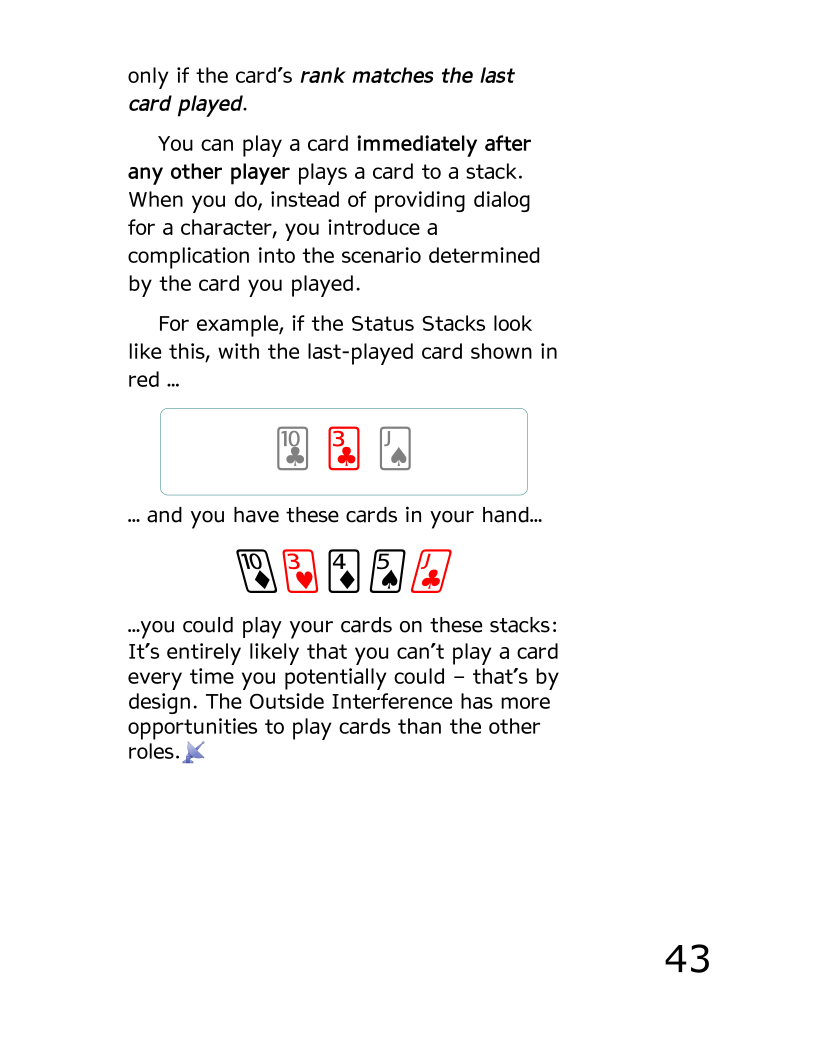 only if the card’s rank matches the last
card played.
You can play a card immediately after
any other player plays a card to a stack.
When you do, instead of providing dialog
for a character, you introduce a
complication into the scenario determined
by the card you played.
For example, if the Status Stacks look
like this, with the last-played card shown in
red …
10♣ 3♣ J♠
… and you have these cards in your hand…
10♦ 3♥ 4♦ 5♠ J♣
…you could play your cards on these stacks:
It’s entirely likely that you can’t play a card
every time you potentially could – that’s by
design. The Outside Interference has more
opportunities to play cards than the other
roles.
43